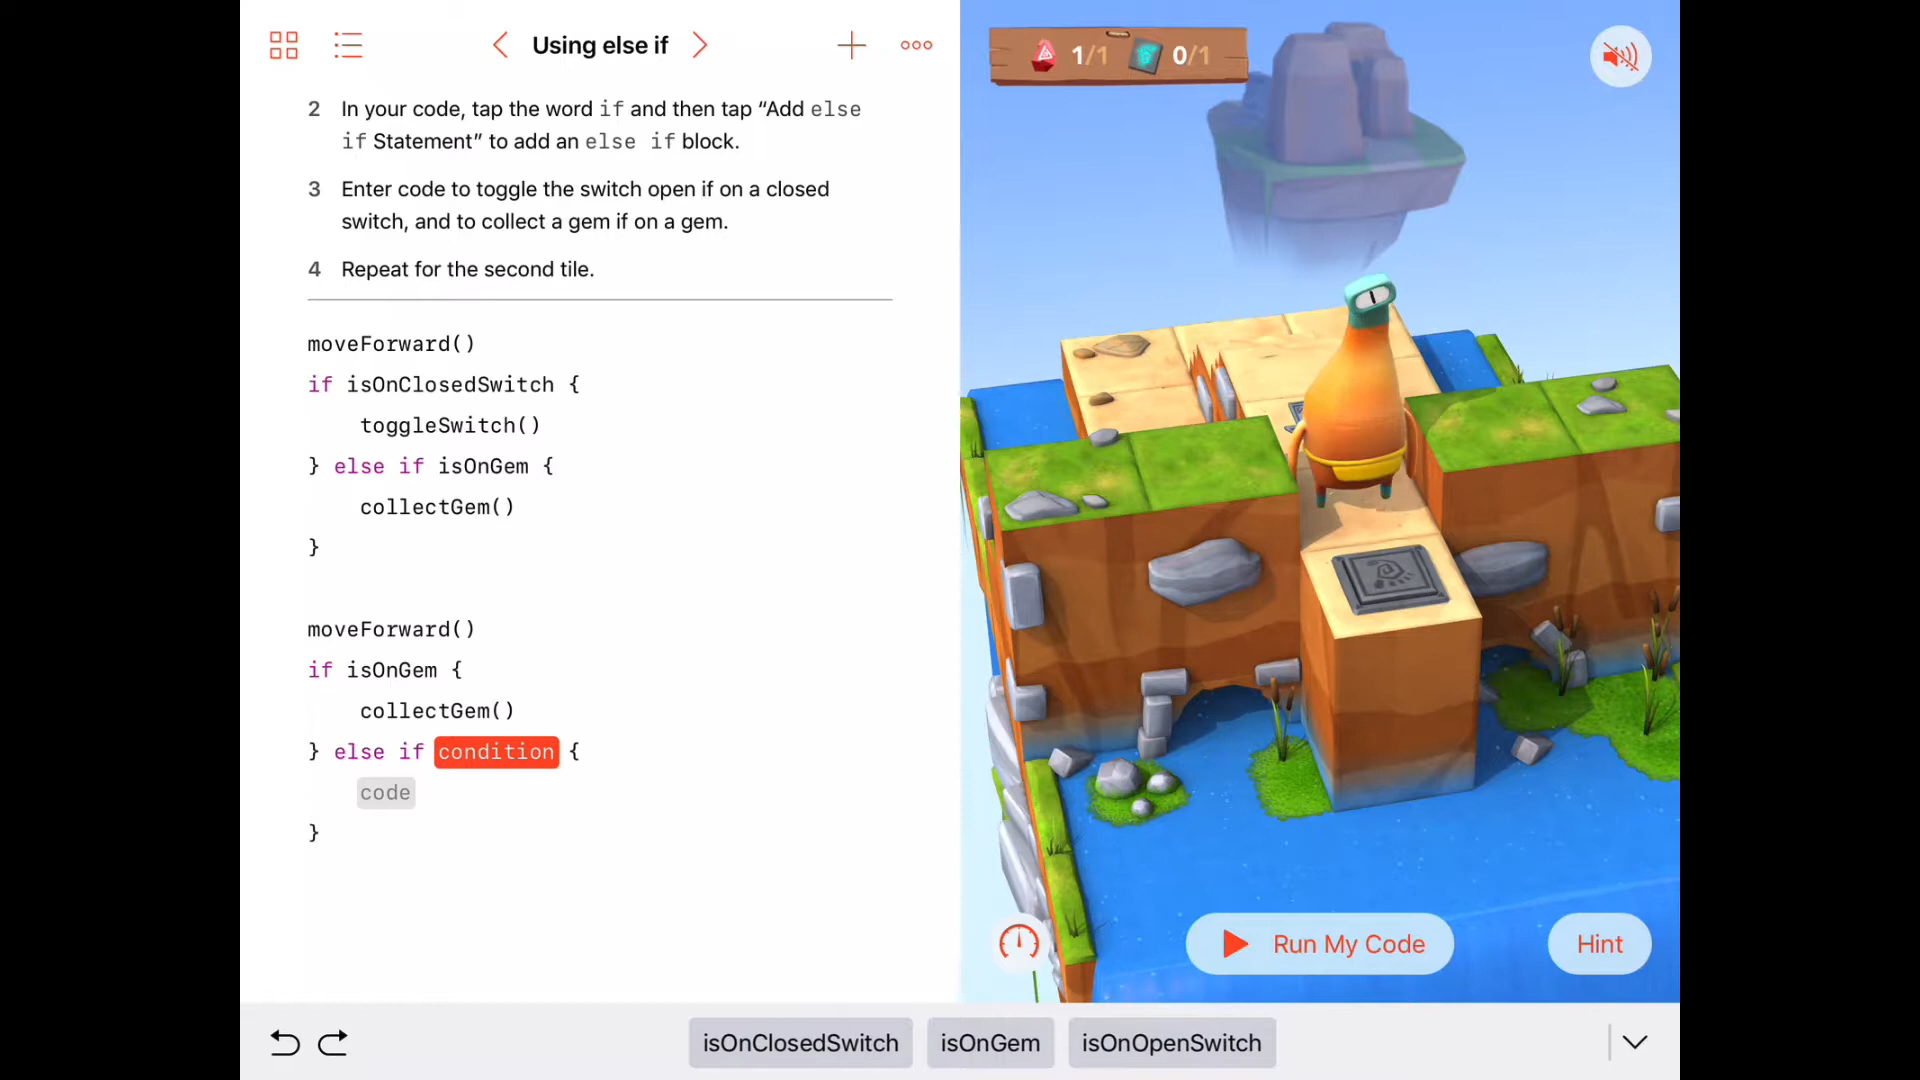 Using else if
2 In your code, tap the word if and then tap “Add else
if Statement” to add an else if block.
3 Enter code to toggle the switch open if on a closed
switch, and to collect a gem if on a gem.
4 Repeat for the second tile.
moveForward()
if isOnClosedSwitch {
toggleSwitch()
} else if isOnGem {
collectGem()
}
moveForward()
if isOnGem {
collectGem()
} else if condition {
code
}
1/1 0/1
Run My Code
Hint
isOnClosedSwitch isOnGem isOnOpenSwitch